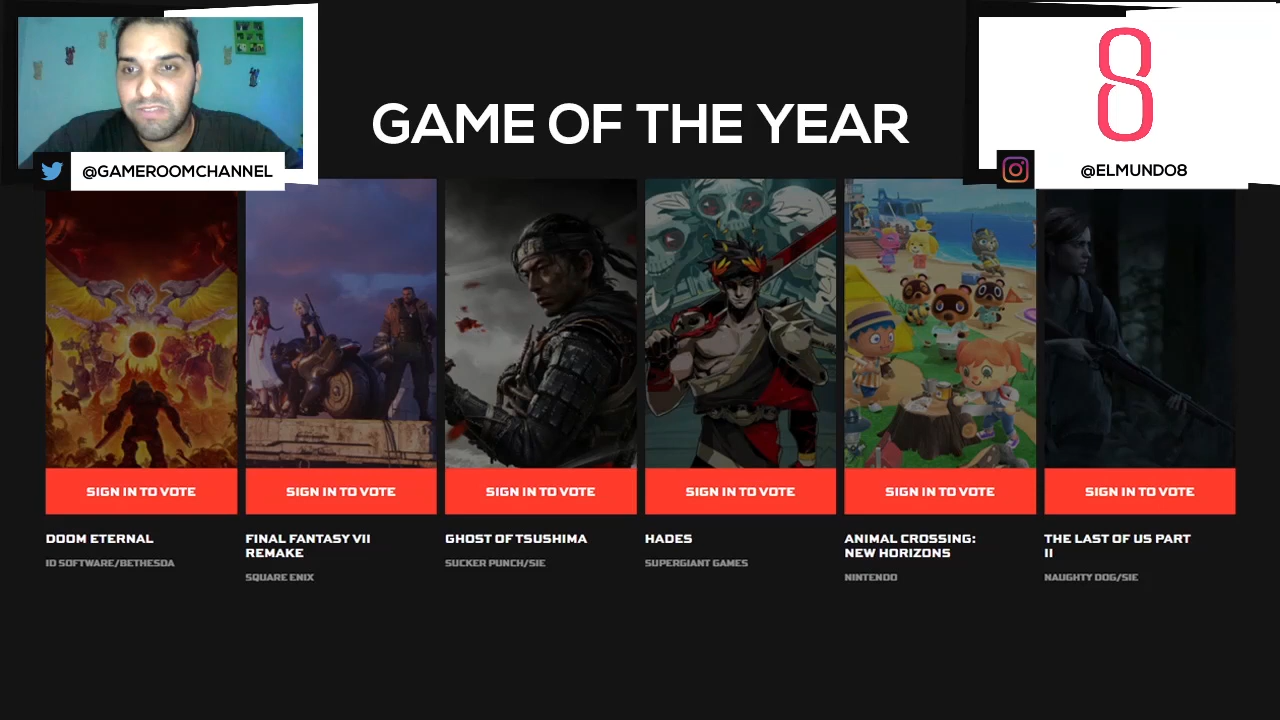 @GAMEROOMCHANNEL
8
@ELMUNDO8
GAME OF THE YEAR
SIGN IN TO VOTE
SIGN IN TO VOTE
SIGN IN TO VOTE
SIGN IN TO VOTE
SIGN IN TO VOTE
SIGN IN TO VOTE
DOOM ETERNAL
ID SOFTWARE/BETHESDA
FINAL FANTASY VII
REMAKE
SQUARE ENIX
GHOST OF TSUSHIMA
SUCKER PUNCH/SIE
HADES
SUPERGIANT GAMES
ANIMAL CROSSING:
NEW HORIZONS
NINTENDO
THE LAST OF US PART
II
NAUGHTY DOG/SIE